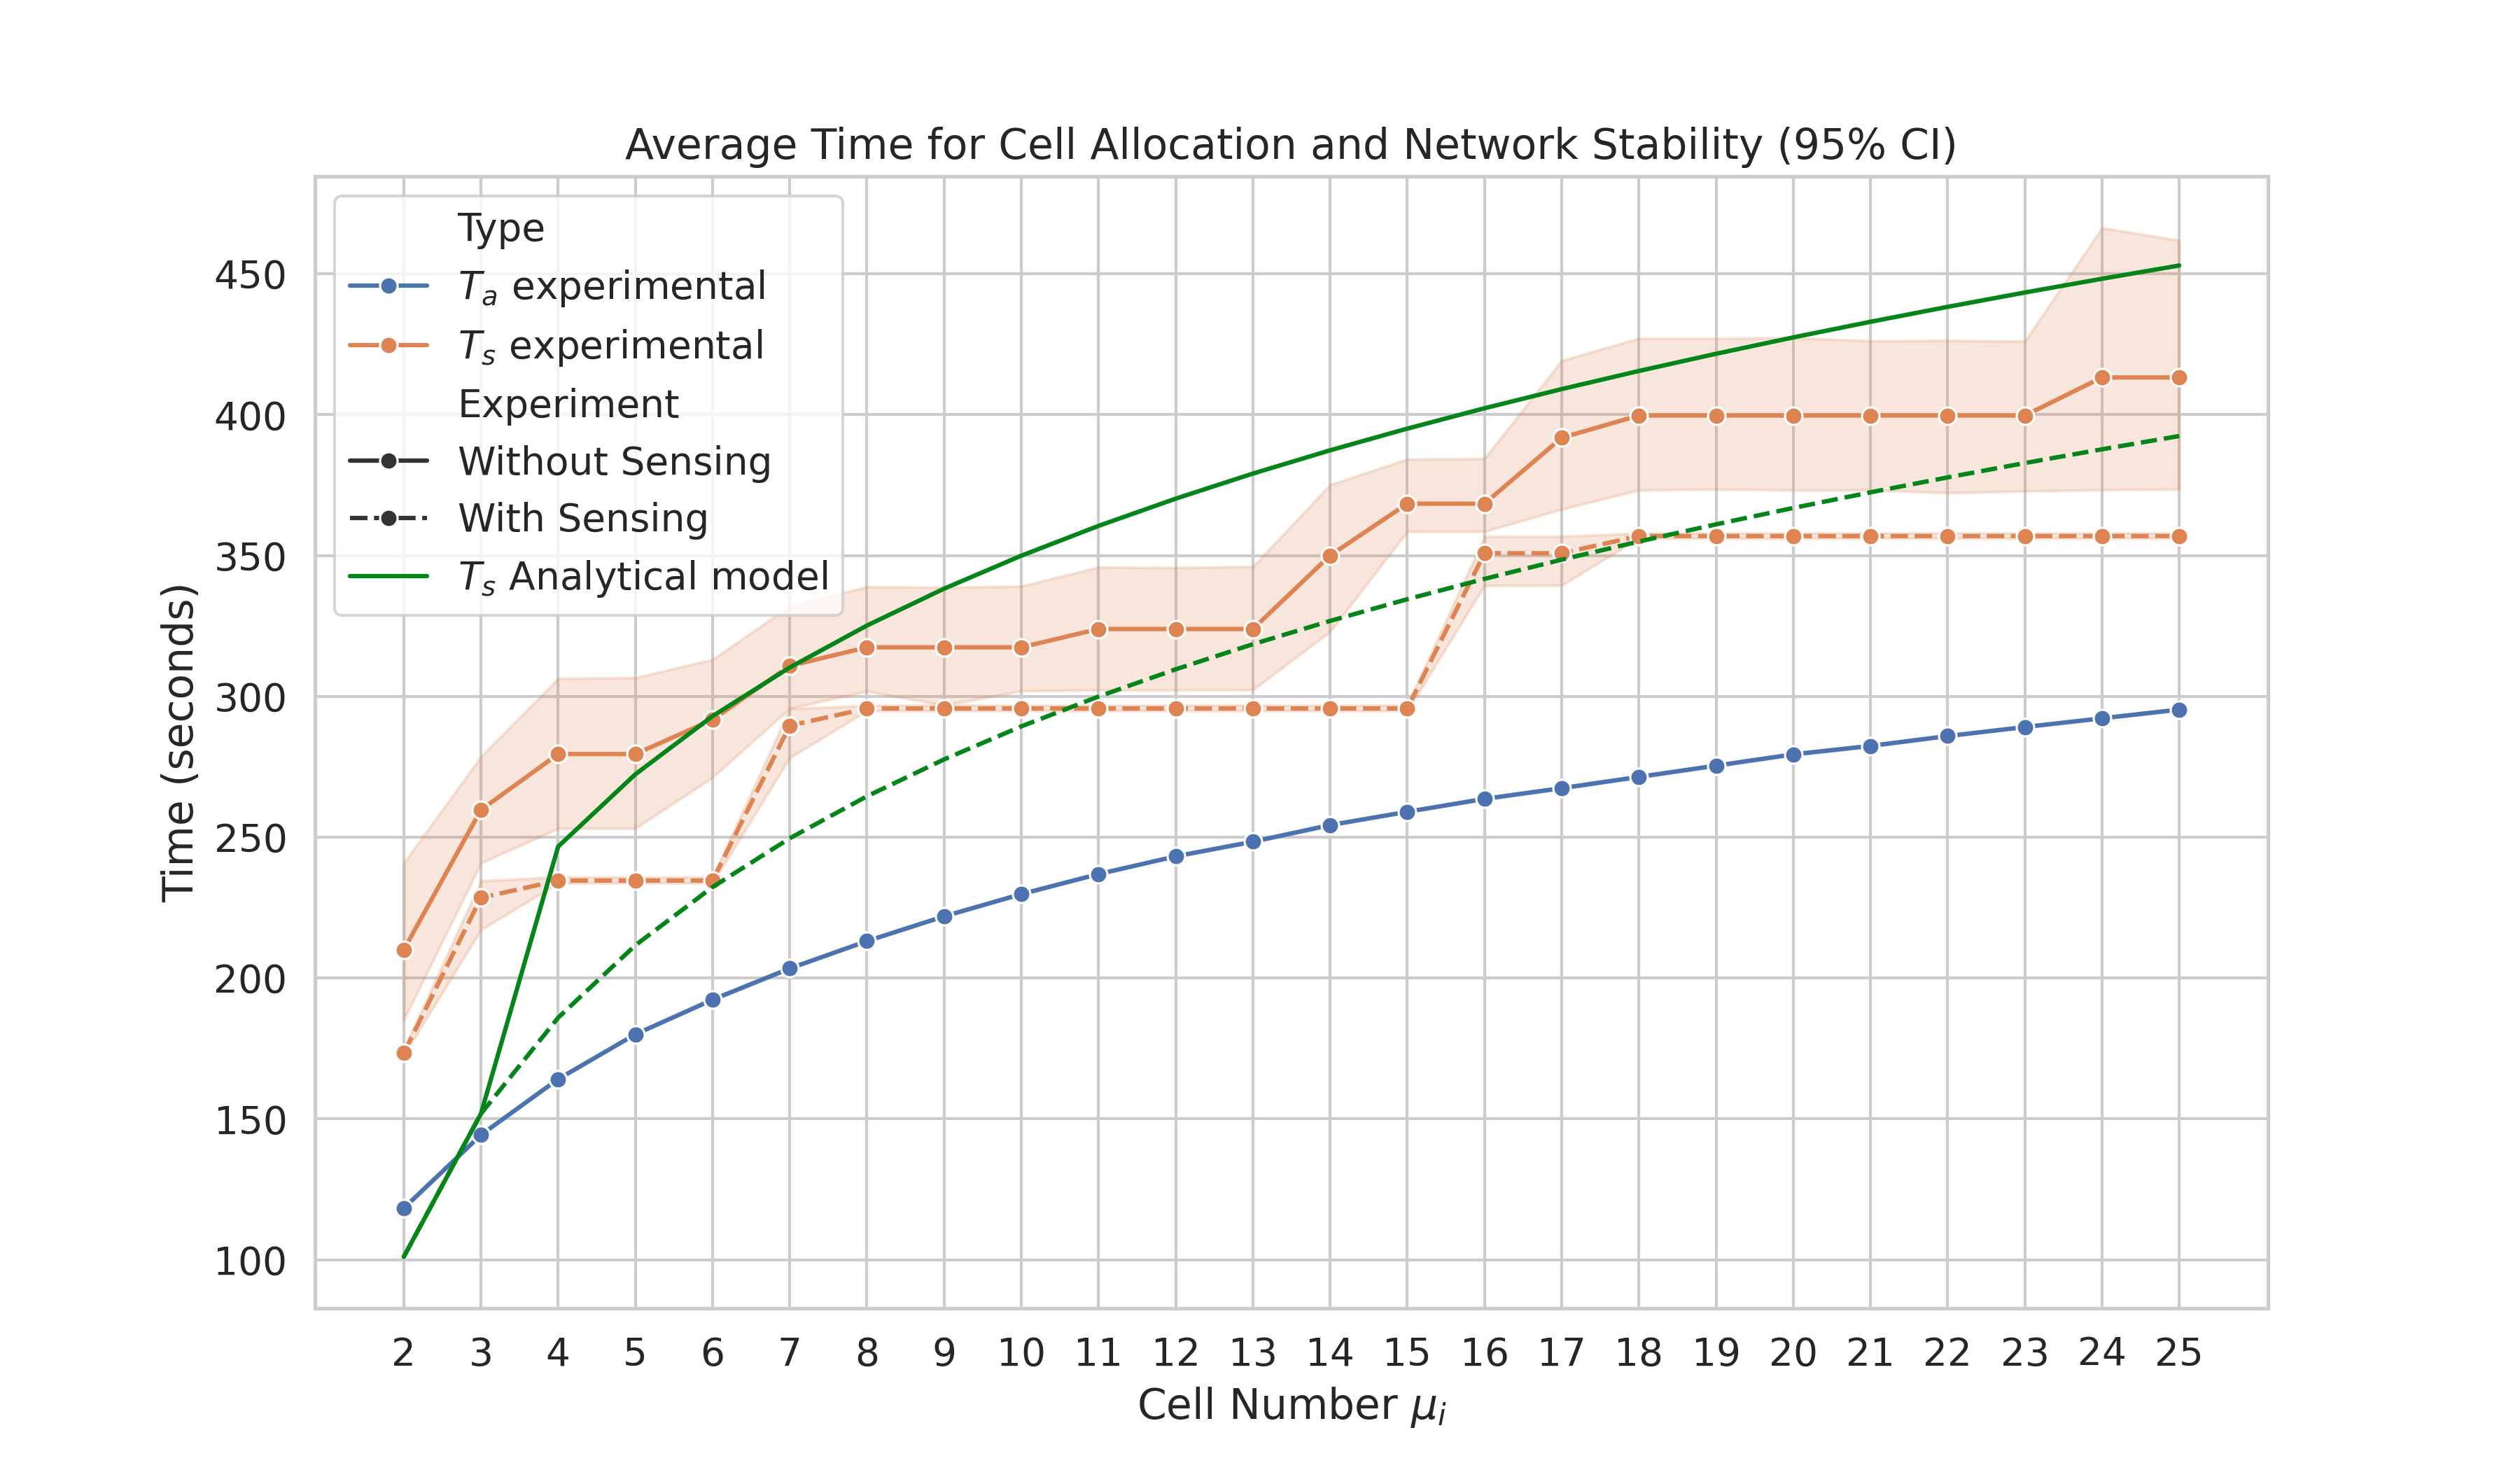 Average Time for Cell Allocation and Network Stability (95% CI)
Type
Tₐ experimental
Tₛ experimental
Experiment
Without Sensing
With Sensing
Tₛ Analytical model
Time (seconds)
450
400
350
300
250
200
150
100
2 3 4 5 6 7 8 9 10 11 12 13 14 15 16 17 18 19 20 21 22 23 24 25
Cell Number μᵢ